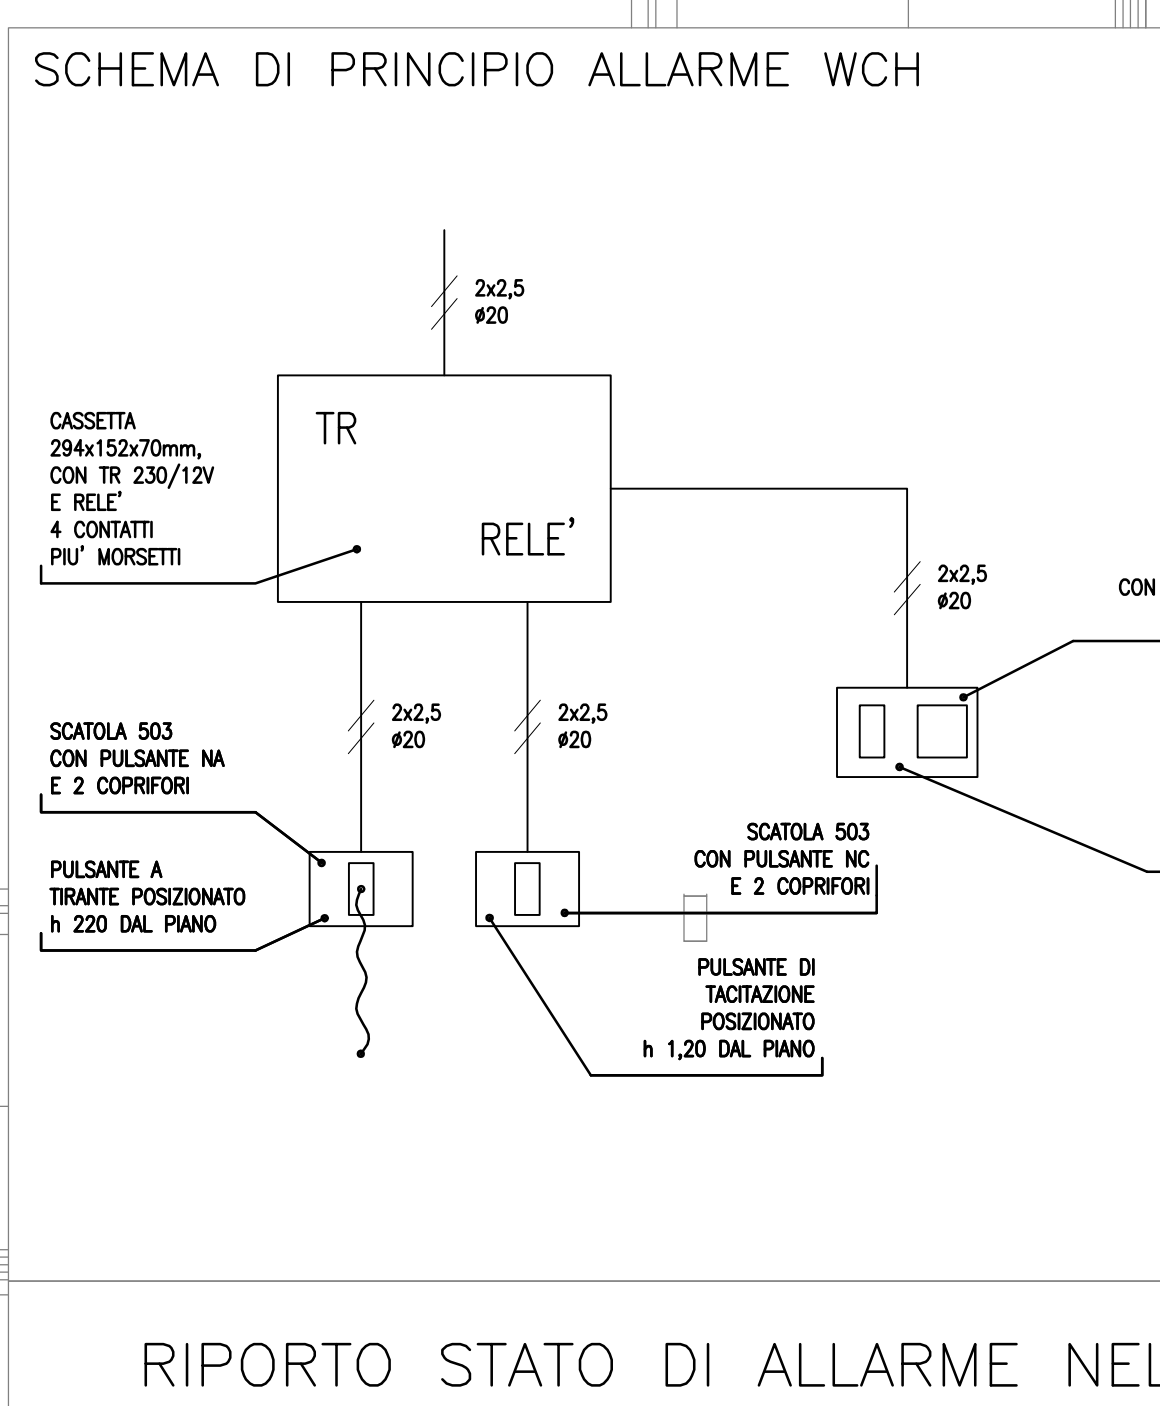 SCHEMA DI PRINCIPIO ALLARME WCH
2x2,5
ø20
CASSETTA
294x152x70mm,
CON TR 230/12V
E RELE'
4 CONTATTI
PIU' MORSETTI
TR
RELE'
2x2,5
ø20
CON
SCATOLA 503
CON PULSANTE NA
E 2 COPRIFORI
2x2,5
ø20
2x2,5
ø20
PULSANTE A
TIRANTE POSIZIONATO
h 220 DAL PIANO
SCATOLA 503
CON PULSANTE NC
E 2 COPRIFORI
PULSANTE DI
TACITAZIONE
POSIZIONATO
h 1,20 DAL PIANO
RIPORTO STATO DI ALLARME NEL